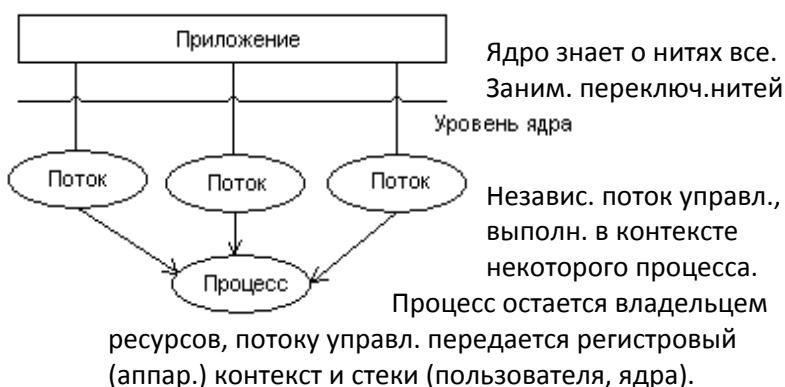 Приложение
Ядро знает о нитях все.
Заним. переключ.нитей
Уровень ядра
Поток
Поток
Поток
Независ. поток управл.,
выполн. в контексте
некоторого процесса.
Процесс
Процесс остается владельцем
ресурсов, потоку управл. передается регистровый
(аппар.) контекст и стеки (пользователя, ядра).